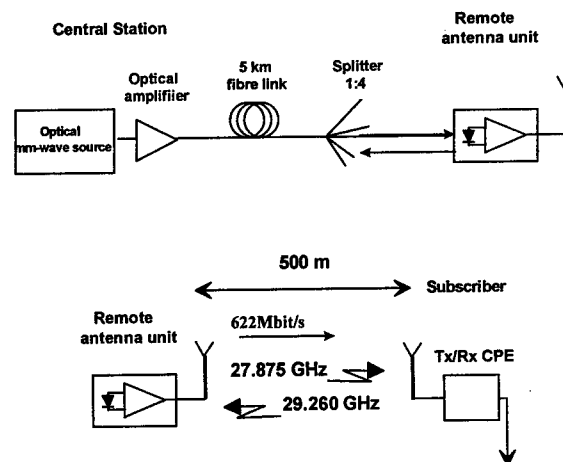 Central Station
Remote
antenna unit
Optical
amplifiier
5 km
fibre link
Splitter
1:4
Optical
mm-wave source
500 m
Subscriber
Remote
antenna unit
622Mbit/s
27.875 GHz
29.260 GHz
Tx/Rx CPE